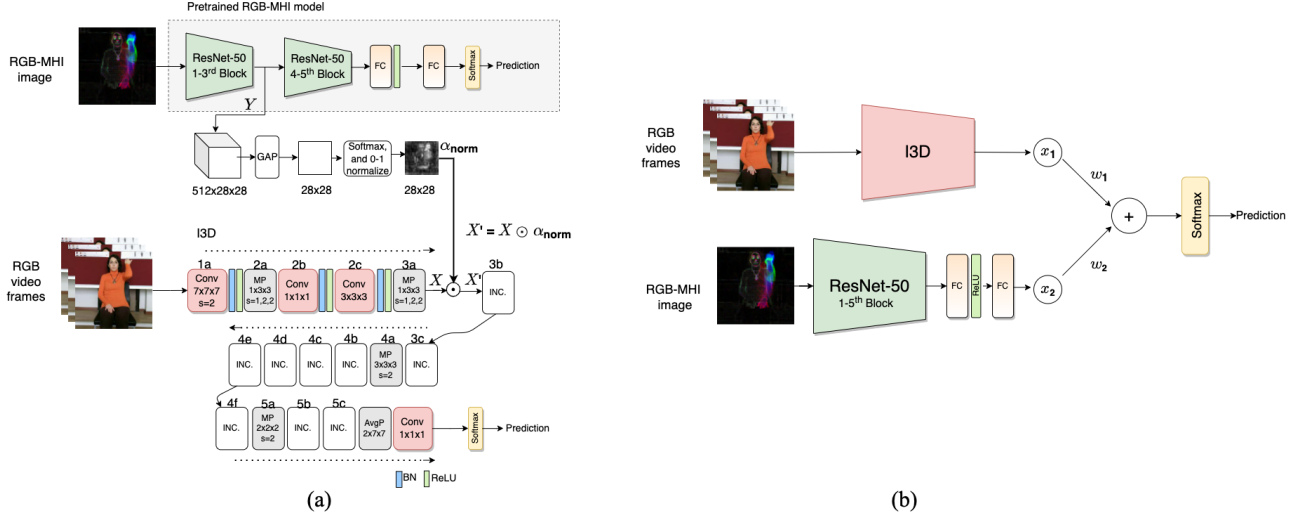 Pretrained RGB-MHI model
RGB-MHI
image
ResNet-50
1-3rd Block
ResNet-50
4-5th Block
FC
FC
Softmax
Prediction
Y
GAP
Softmax,
and 0-1
normalize
αnorm
512x28x28
28x28
28x28
I3D
X' = X ⊙ αnorm
RGB
video
frames
1a
Conv
7x7x7
s=2
2a
MP
1x3x3
s=1,2,2
2b
Conv
1x1x1
2c
Conv
3x3x3
3a
MP
1x3x3
s=1,2,2
X
X'
3b
INC.
4e
INC.
4d
INC.
4c
INC.
4b
INC.
4a
MP
3x3x3
s=2
3c
INC.
4f
INC.
5a
MP
2x2x2
s=2
5b
INC.
5c
INC.
AvgP
2x7x7
Conv
1x1x1
Softmax
Prediction
BN
ReLU
(a)
RGB
video
frames
I3D
x1
w1
+
Softmax
Prediction
RGB-MHI
image
ResNet-50
1-5th Block
FC
ReLU
FC
x2
w2
(b)